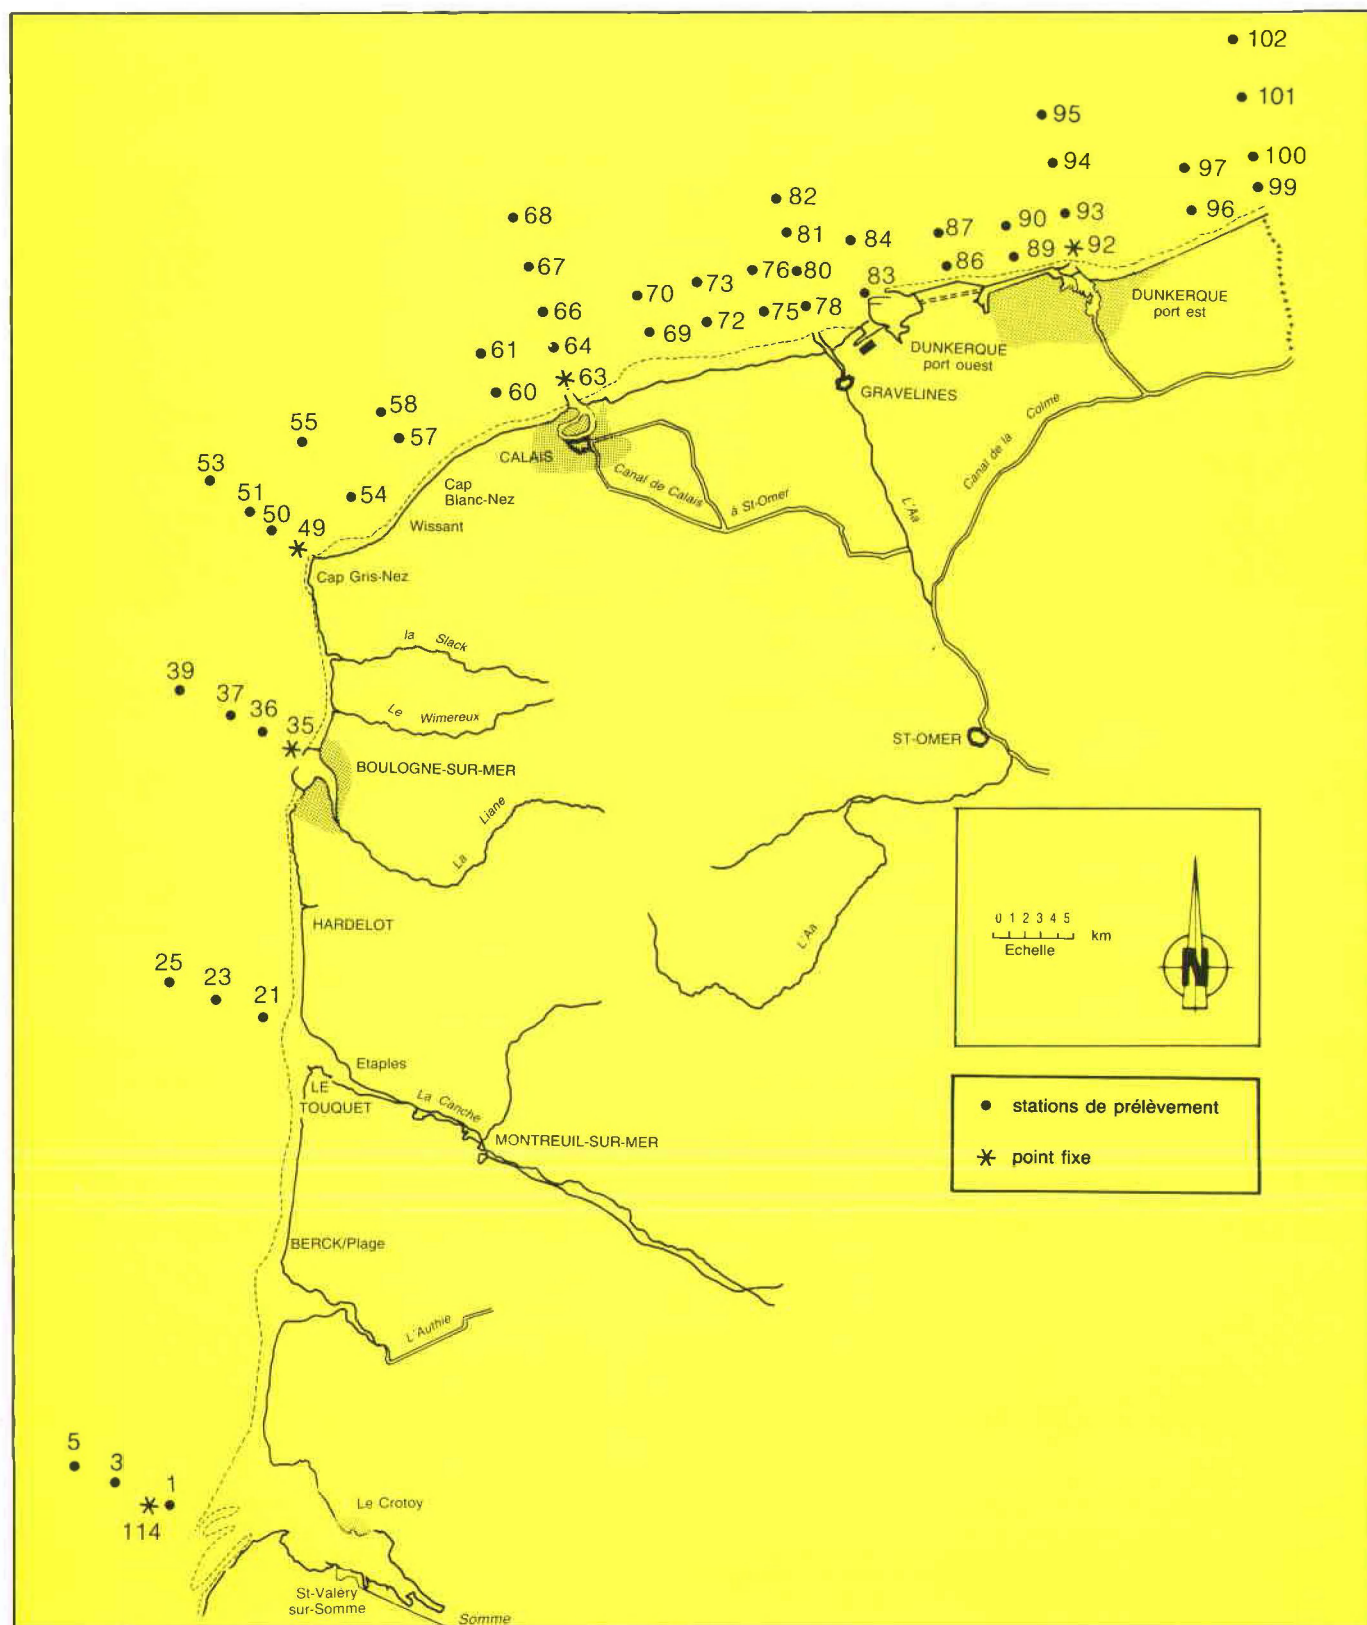 102
101
95
94
97
100
99
96
82
68
81
84
87
90
93
92
89
86
67
76
80
83
73
70
78
75
72
69
66
64
61
63
60
DUNKERQUE
port est
DUNKERQUE
port ouest
GRAVELINES
58
55
57
CALAIS
Canal de Calais
à St-Omer
L'Aa
Canal de la Colme
53
51
50
49
54
Cap
Blanc-Nez
Wissant
Cap Gris-Nez
la Slack
Le Wimereux
39
37
36
35
ST-OMER
BOULOGNE-SUR-MER
La Liane
HARDELOT
L'Aa
0 1 2 3 4 5
km
Echelle
N
25
23
21
Etaples
LE
TOUQUET
La Canche
MONTREUIL-SUR-MER
stations de prélèvement
point fixe
BERCK/Plage
L'Authie
5
3
1
114
Le Crotoy
St-Valéry
sur-Somme
Somme